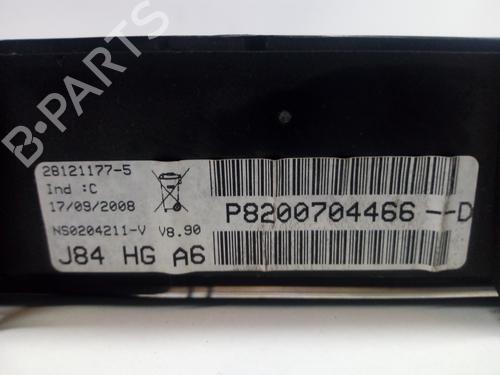 B-PARTS
28121177-5
Ind :C
17/09/2008
NS0204211-V V8.90
J84 HG A6
P8200704466--D